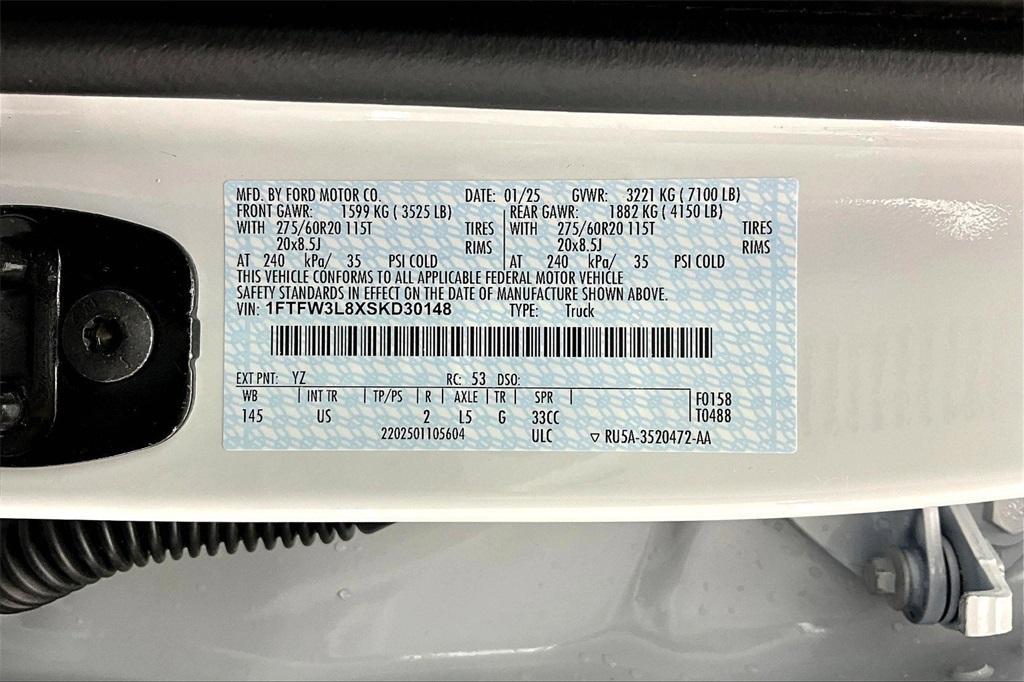 MFD. BY FORD MOTOR CO. DATE: 01/25 GVWR: 3221 KG ( 7100 LB)
FRONT GAWR: 1599 KG ( 3525 LB) REAR GAWR: 1882 KG ( 4150 LB)
WITH 275/60R20 115T TIRES WITH 275/60R20 115T TIRES
20x8.5J RIMS 20x8.5J RIMS
AT 240 kPa/ 35 PSI COLD AT 240 kPa/ 35 PSI COLD
THIS VEHICLE CONFORMS TO ALL APPLICABLE FEDERAL MOTOR VEHICLE
SAFETY STANDARDS IN EFFECT ON THE DATE OF MANUFACTURE SHOWN ABOVE.
VIN: 1FTFW3L8XSKD30148 TYPE: Truck
EXT PNT: YZ RC: 53 DSO:
WB INT TR TP/PS R AXLE TR SPR F0158
145 US 2 L5 G 33CC T0488
2202501105604 ULC ▽ RU5A-3520472-AA